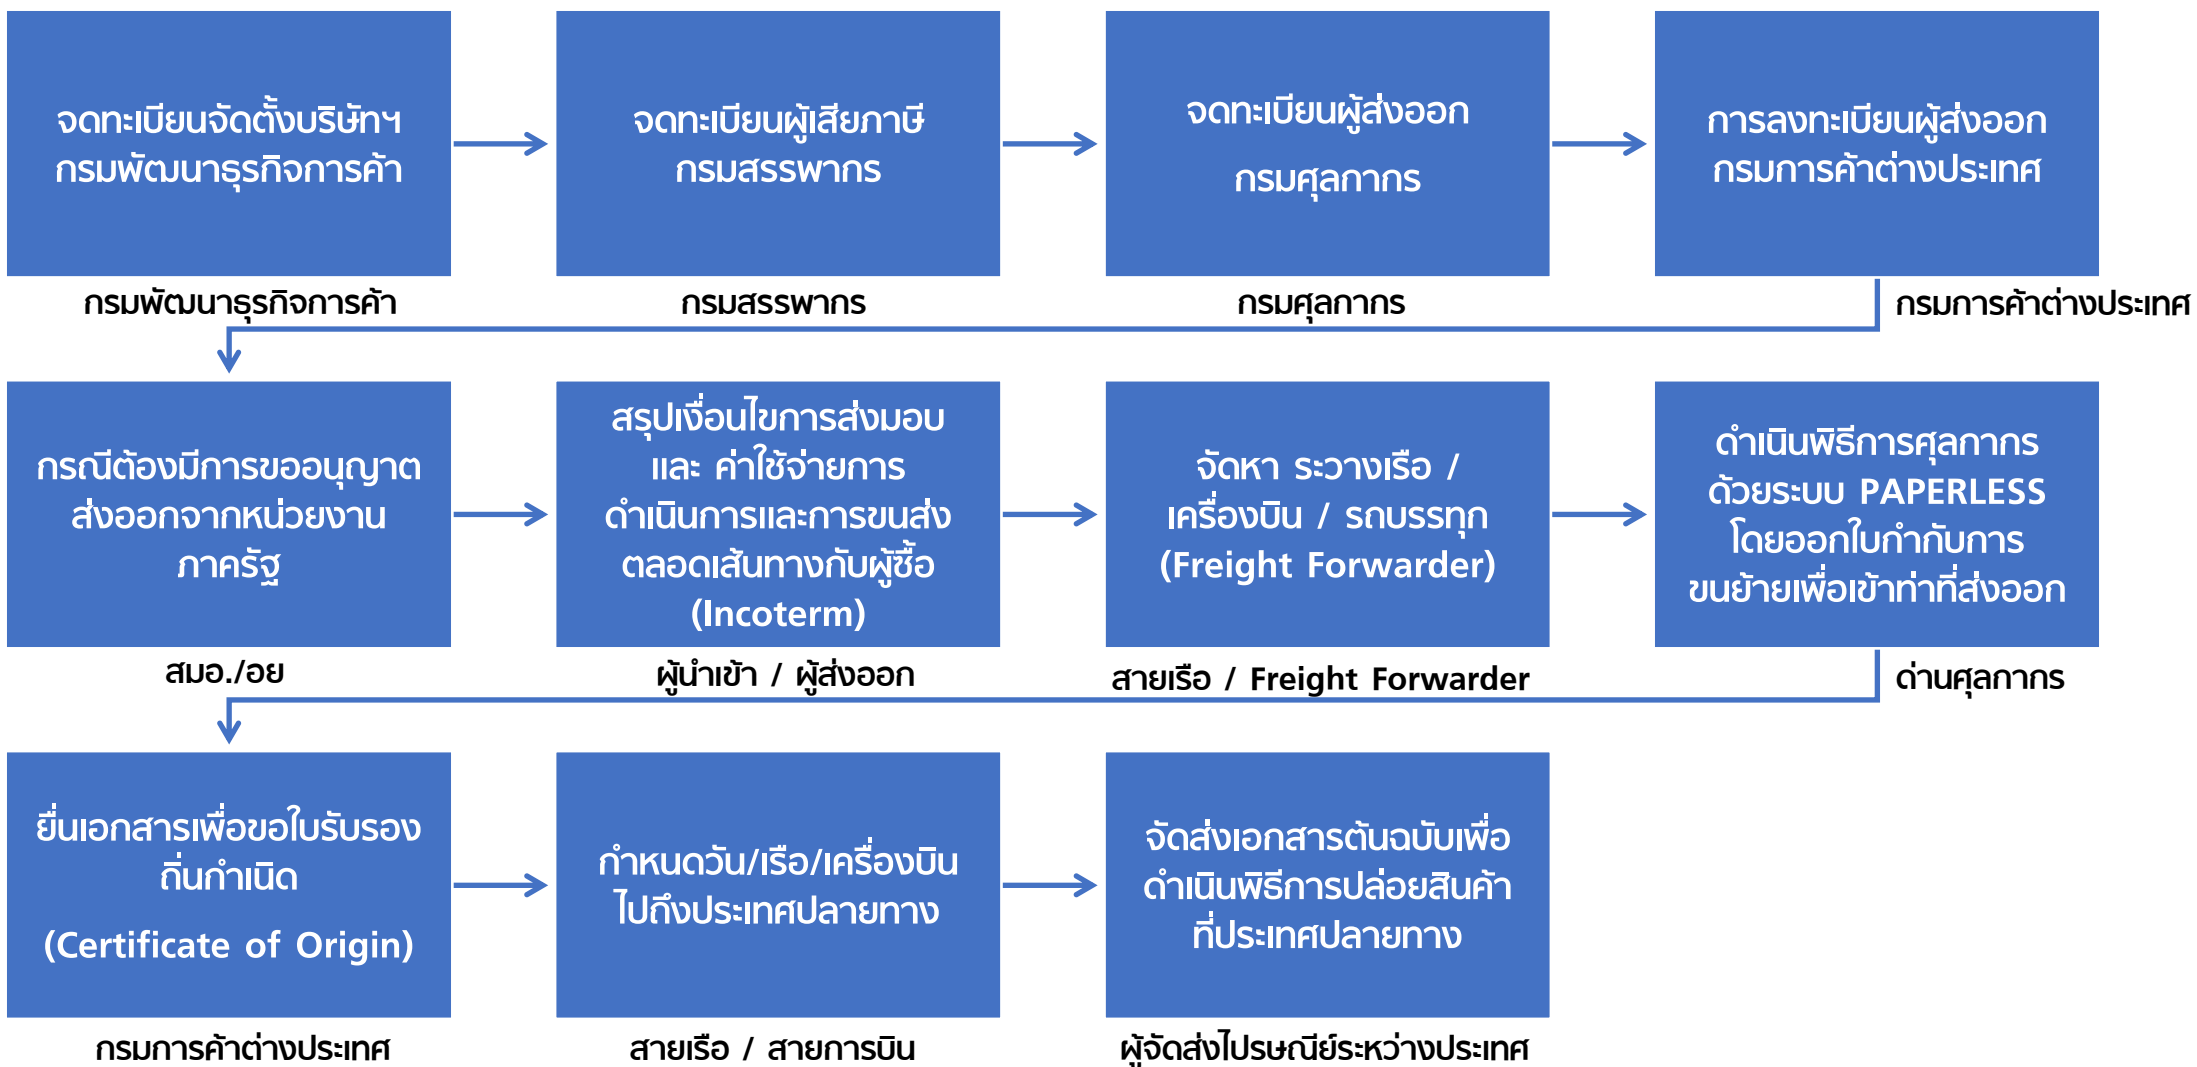 จดทะเบียนจัดตั้งบริษัทฯ
กรมพัฒนาธุรกิจการค้า
กรมพัฒนาธุรกิจการค้า
จดทะเบียนผู้เสียภาษี
กรมสรรพากร
กรมสรรพากร
จดทะเบียนผู้ส่งออก
กรมศุลกากร
กรมศุลกากร
การลงทะเบียนผู้ส่งออก
กรมการค้าต่างประเทศ
กรมการค้าต่างประเทศ
กรณีต้องมีการขออนุญาต
ส่งออกจากหน่วยงาน
ภาครัฐ
สมอ./อย
สรุปเงื่อนไขการส่งมอบ
และ ค่าใช้จ่ายการ
ดำเนินการและการขนส่ง
ตลอดเส้นทางกับผู้ซื้อ
(Incoterm)
ผู้นำเข้า / ผู้ส่งออก
จัดหา ระวางเรือ /
เครื่องบิน / รถบรรทุก
(Freight Forwarder)
สายเรือ / Freight Forwarder
ดำเนินพิธีการศุลกากร
ด้วยระบบ PAPERLESS
โดยออกใบกำกับการ
ขนย้ายเพื่อเข้าท่าที่ส่งออก
ด่านศุลกากร
ยื่นเอกสารเพื่อขอใบรับรอง
ถิ่นกำเนิด
(Certificate of Origin)
กรมการค้าต่างประเทศ
กำหนดวัน/เรือ/เครื่องบิน
ไปถึงประเทศปลายทาง
สายเรือ / สายการบิน
จัดส่งเอกสารต้นฉบับเพื่อ
ดำเนินพิธีการปล่อยสินค้า
ที่ประเทศปลายทาง
ผู้จัดส่งไปรษณีย์ระหว่างประเทศ